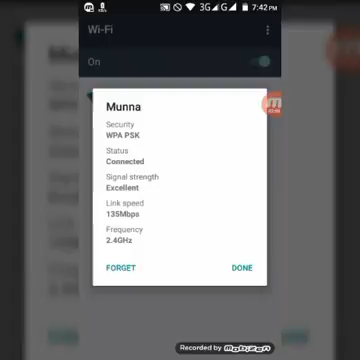 3G G 7:42 PM
Wi-Fi
On
Munna
Security
WPA PSK
Status
Connected
Signal strength
Excellent
Link speed
135Mbps
Frequency
2.4GHz
FORGET DONE
Recorded by mobizen